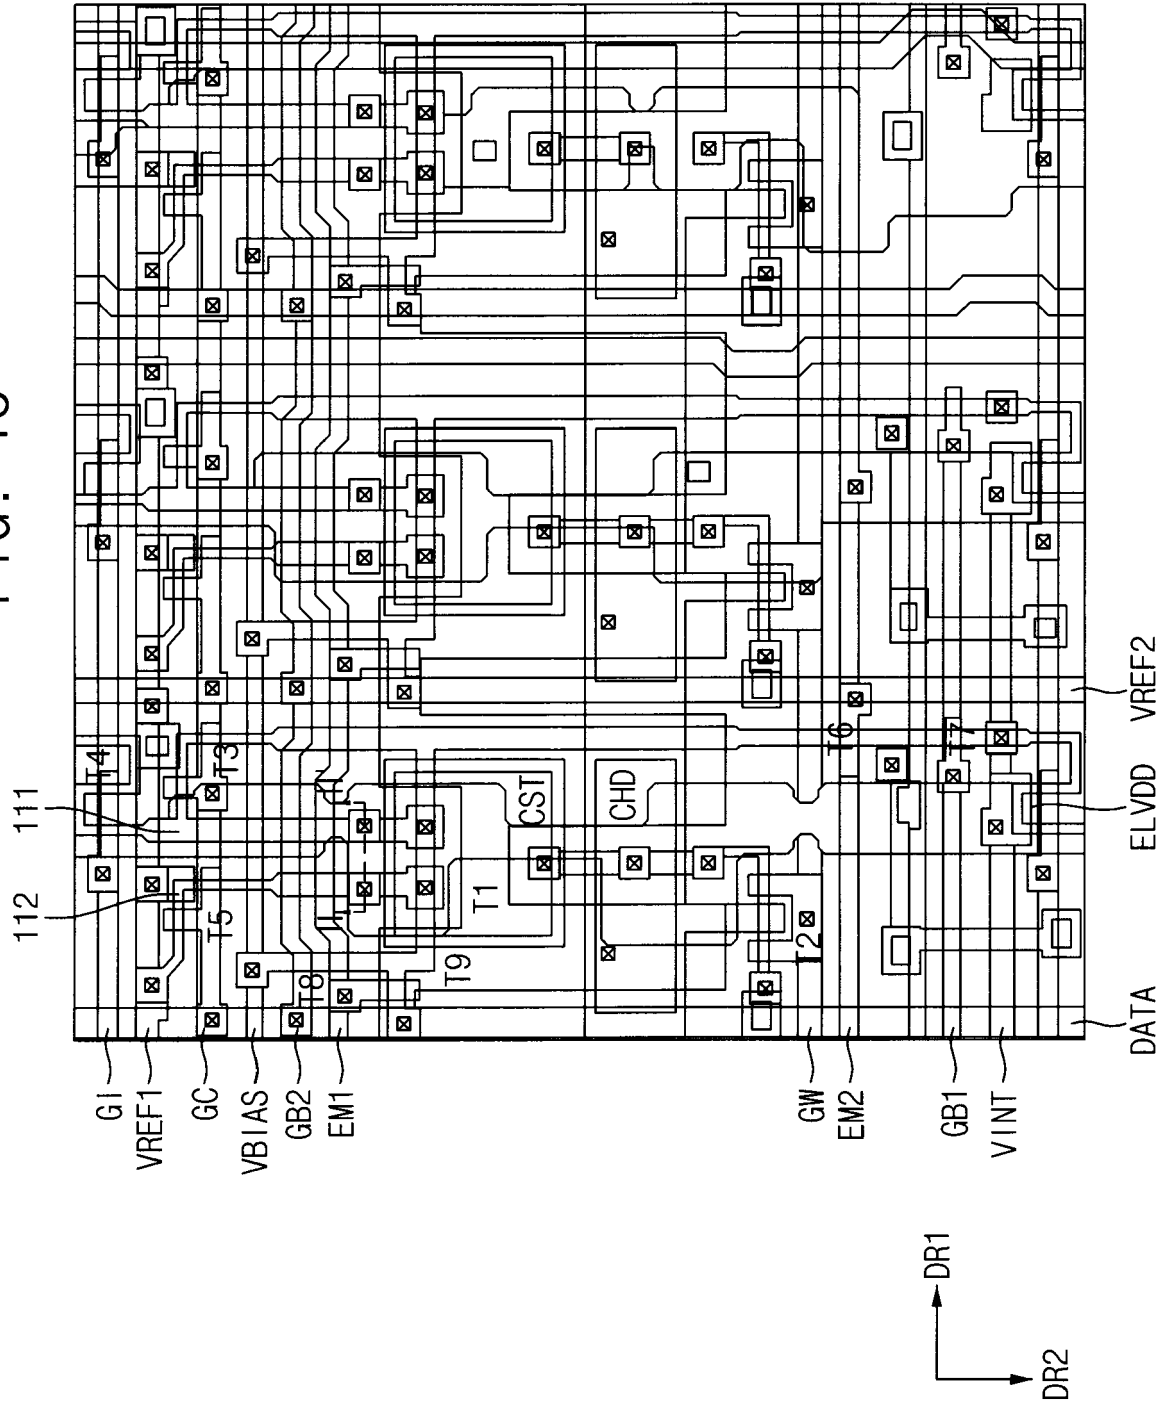 112
111
T4
T3
T5
T8
T1
T9
CST
CHD
T2
T6
T7
GI
VREF1
GC
VBIAS
GB2
EM1
GW
EM2
GB1
VINT
DATA
ELVDD
VREF2
DR1
DR2